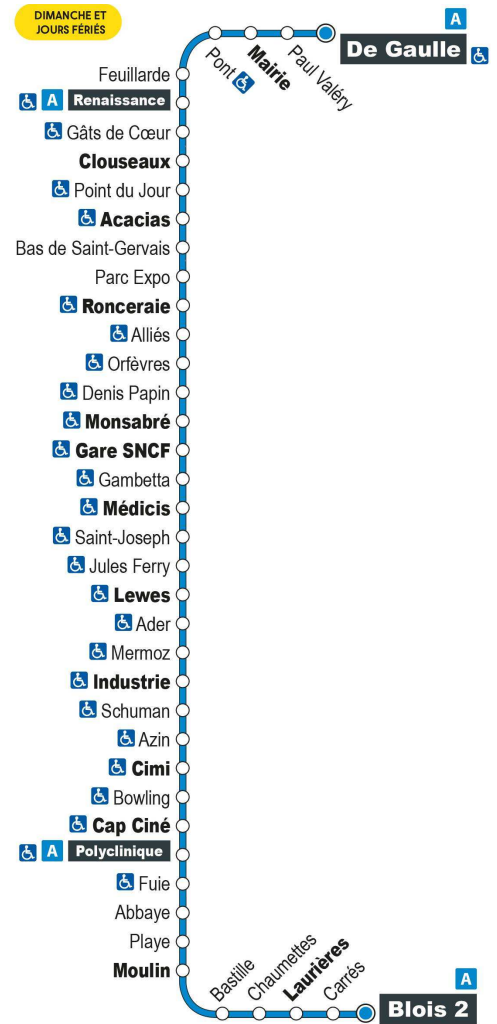 DIMANCHE ET
JOURS FÉRIÉS
A
De Gaulle
Paul Valéry
Mairie
Pont
Feuillarde
A Renaissance
Gâts de Cœur
Clouseaux
Point du Jour
Acacias
Bas de Saint-Gervais
Parc Expo
Ronceraie
Alliés
Orfèvres
Denis Papin
Monsabré
Gare SNCF
Gambetta
Médicis
Saint-Joseph
Jules Ferry
Lewes
Ader
Mermoz
Industrie
Schuman
Azin
Cimi
Bowling
Cap Ciné
A Polyclinique
Fuie
Abbaye
Playe
Moulin
Bastille
Chaumettes
Laurières
Carrés
A
Blois 2